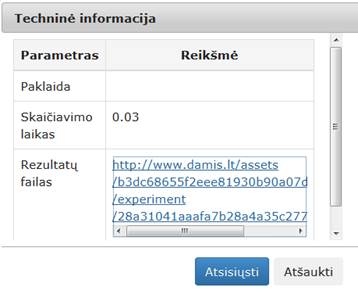 Techninė informacija
Parametras Reikšmė
Paklaida
Skaičiavimo laikas 0.03
Rezultatų failas
http://www.damis.lt/assets
/b3dc68655f2eee81930b90a07d
/experiment
/28a31041aaafa7b28a4a35c277
Atsisiųsti Atšaukti